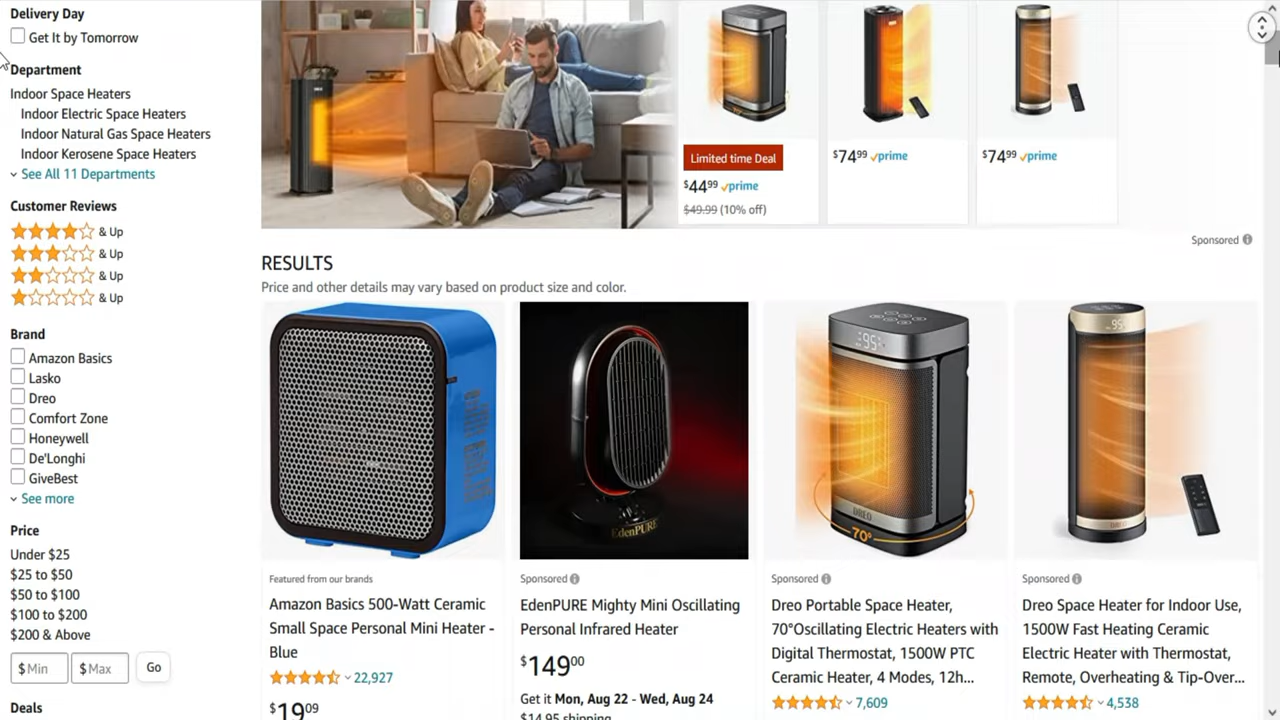 Delivery Day
Get It by Tomorrow
Department
Indoor Space Heaters
Indoor Electric Space Heaters
Indoor Natural Gas Space Heaters
Indoor Kerosene Space Heaters
See All 11 Departments
Customer Reviews
& Up
& Up
& Up
& Up
Brand
Amazon Basics
Lasko
Dreo
Comfort Zone
Honeywell
De'Longhi
GiveBest
See more
Price
Under $25
$25 to $50
$50 to $100
$100 to $200
$200 & Above
$ Min $ Max Go
Deals
Limited time Deal
$44.99 prime
$49.99 (10% off)
$74.99 prime
$74.99 prime
Sponsored
RESULTS
Price and other details may vary based on product size and color.
Featured from our brands
Amazon Basics 500-Watt Ceramic
Small Space Personal Mini Heater -
Blue
22,927
$19.09
EdenPURE
Sponsored
EdenPURE Mighty Mini Oscillating
Personal Infrared Heater
$149.00
Get it Mon, Aug 22 - Wed, Aug 24
$14.95 shipping
95°
DREO
70°
Sponsored
Dreo Portable Space Heater,
70°Oscillating Electric Heaters with
Digital Thermostat, 1500W PTC
Ceramic Heater, 4 Modes, 12h...
7,609
95
DREO
Sponsored
Dreo Space Heater for Indoor Use,
1500W Fast Heating Ceramic
Electric Heater with Thermostat,
Remote, Overheating & Tip-Over...
4,538